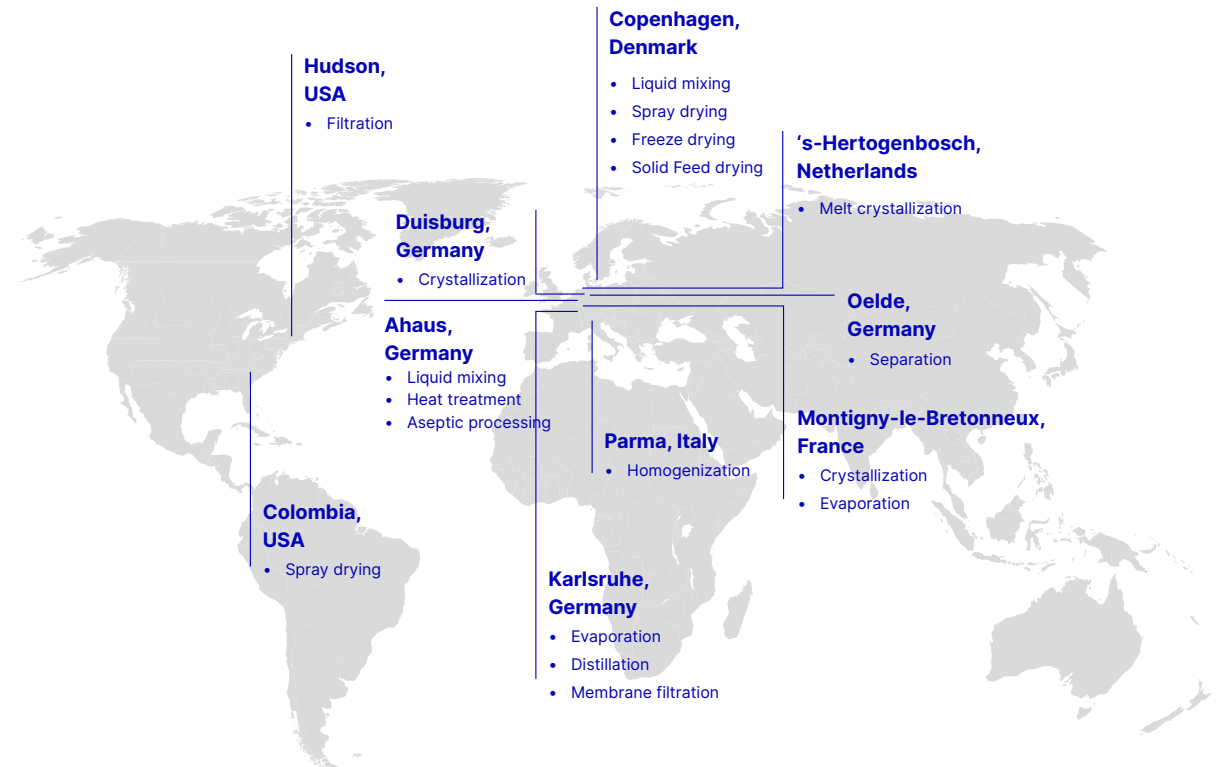 Copenhagen,
Denmark
• Liquid mixing
• Spray drying
• Freeze drying
• Solid Feed drying
Hudson,
USA
• Filtration
‘s-Hertogenbosch,
Netherlands
• Melt crystallization
Duisburg,
Germany
• Crystallization
Oelde,
Germany
• Separation
Ahaus,
Germany
• Liquid mixing
• Heat treatment
• Aseptic processing
Montigny-le-Bretonneux,
France
• Crystallization
• Evaporation
Parma, Italy
• Homogenization
Colombia,
USA
• Spray drying
Karlsruhe,
Germany
• Evaporation
• Distillation
• Membrane filtration